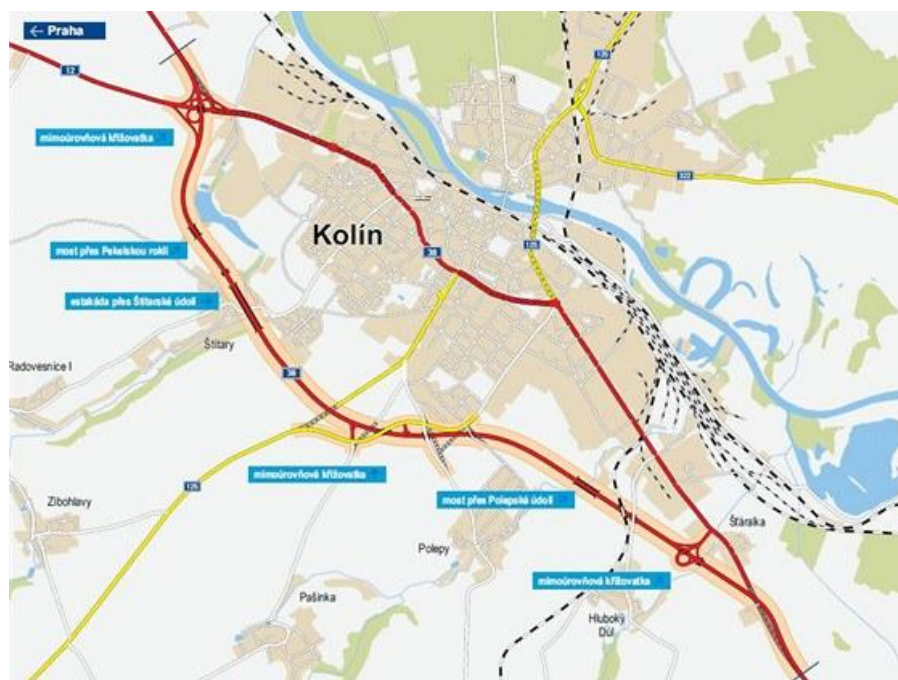 ← Praha
12
125
mimoúrovňová křižovatka
322
Kolín
38
125
most přes Pekelskou rokli
estakáda přes Štítarské údolí
Štítary
Radovesnice I
38
mimoúrovňová křižovatka
125
most přes Polepské údolí
Zibohlavy
Polepy
Šťáralka
mimoúrovňová křižovatka
Pašinka
Hluboký
Důl